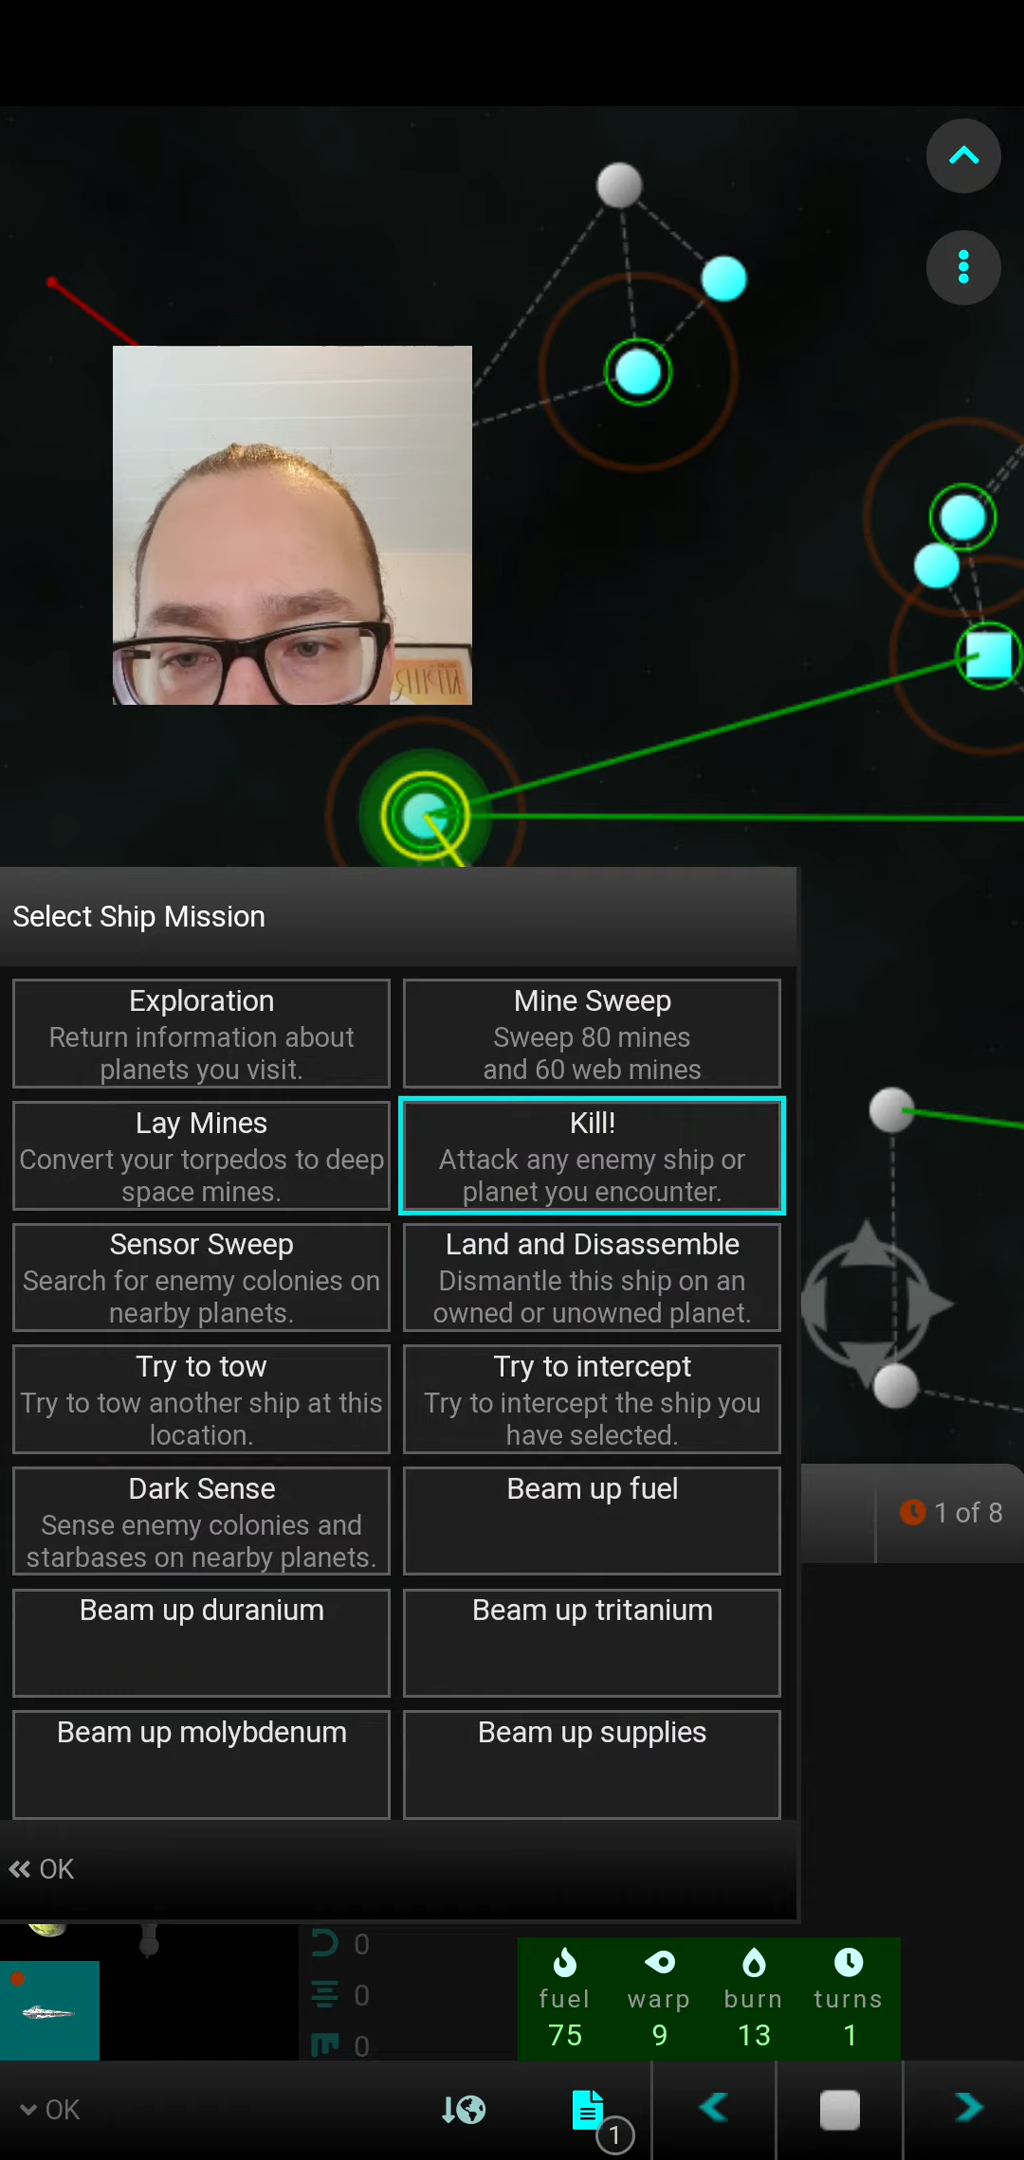 Select Ship Mission
Exploration
Return information about
planets you visit.
Mine Sweep
Sweep 80 mines
and 60 web mines
Lay Mines
Convert your torpedos to deep
space mines.
Kill!
Attack any enemy ship or
planet you encounter.
Sensor Sweep
Search for enemy colonies on
nearby planets.
Land and Disassemble
Dismantle this ship on an
owned or unowned planet.
Try to tow
Try to tow another ship at this
location.
Try to intercept
Try to intercept the ship you
have selected.
Dark Sense
Sense enemy colonies and
starbases on nearby planets.
Beam up fuel
1 of 8
Beam up duranium
Beam up tritanium
Beam up molybdenum
Beam up supplies
OK
0
0
0
fuel warp burn turns
75 9 13 1
OK
1